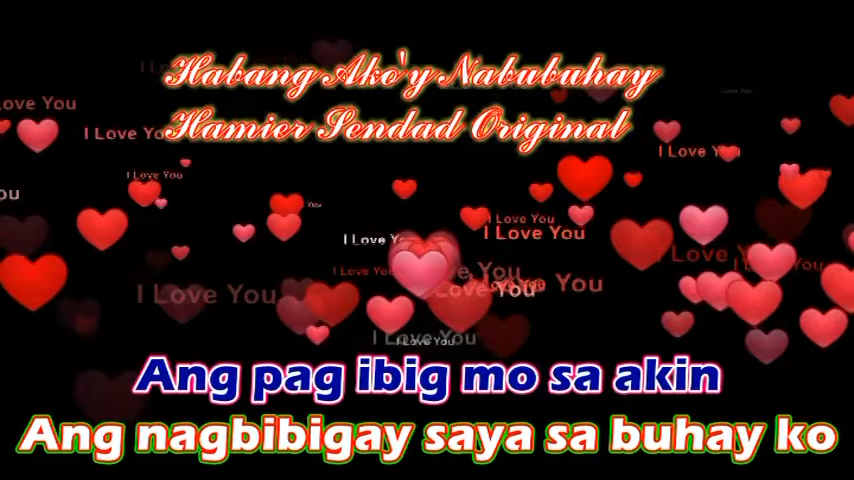 Habang Ako'y Nabubuhay
Hamier Sendad Original
Love You
I Love You
I Love You
I Love You
ou
You
I Love You
I Love You
I Love
I Love You
I Love
I Love You
You
Love You
You
I Love You
I Love You
Ang pag ibig mo sa akin
Ang nagbibigay saya sa buhay ko